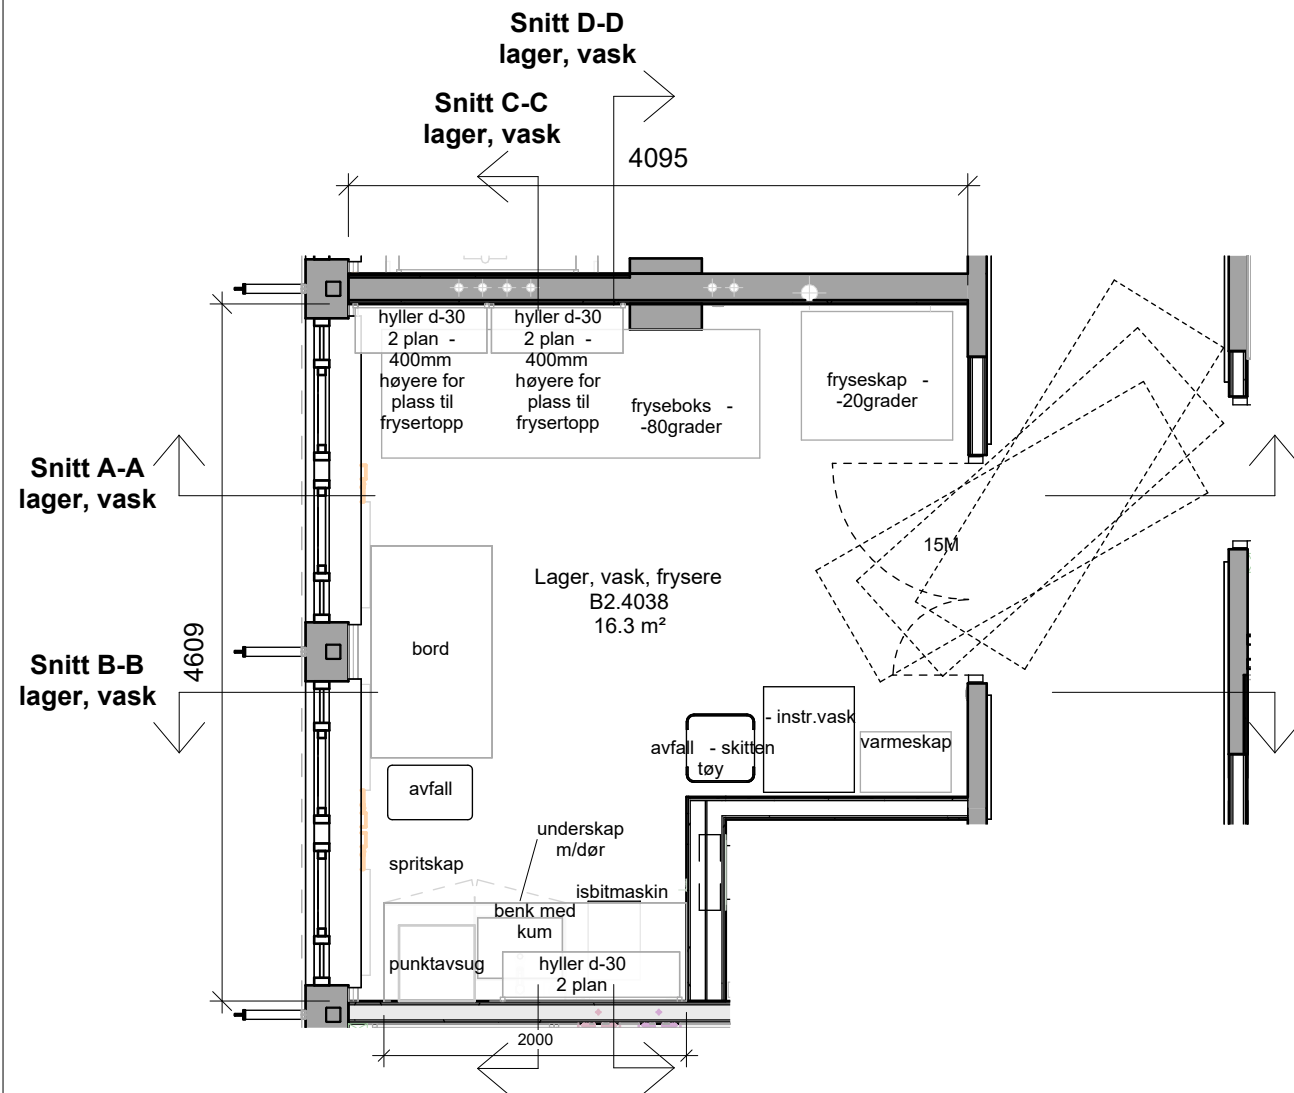 Snitt D-D
lager, vask
Snitt C-C
lager, vask
4095
hyller d-30
2 plan -
400mm
høyere for
plass til
frysertopp
hyller d-30
2 plan -
400mm
høyere for
plass til
frysertopp
fryseboks -
-80grader
fryseskap -
-20grader
Snitt A-A
lager, vask
15M
Lager, vask, frysere
B2.4038
16.3 m²
bord
4609
Snitt B-B
lager, vask
- instr.vask
avfall - skitten
tøy
varmeskap
avfall
underskap
m/dør
spritskap
isbitmaskin
benk med
kum
punktavsug
hyller d-30
2 plan
2000